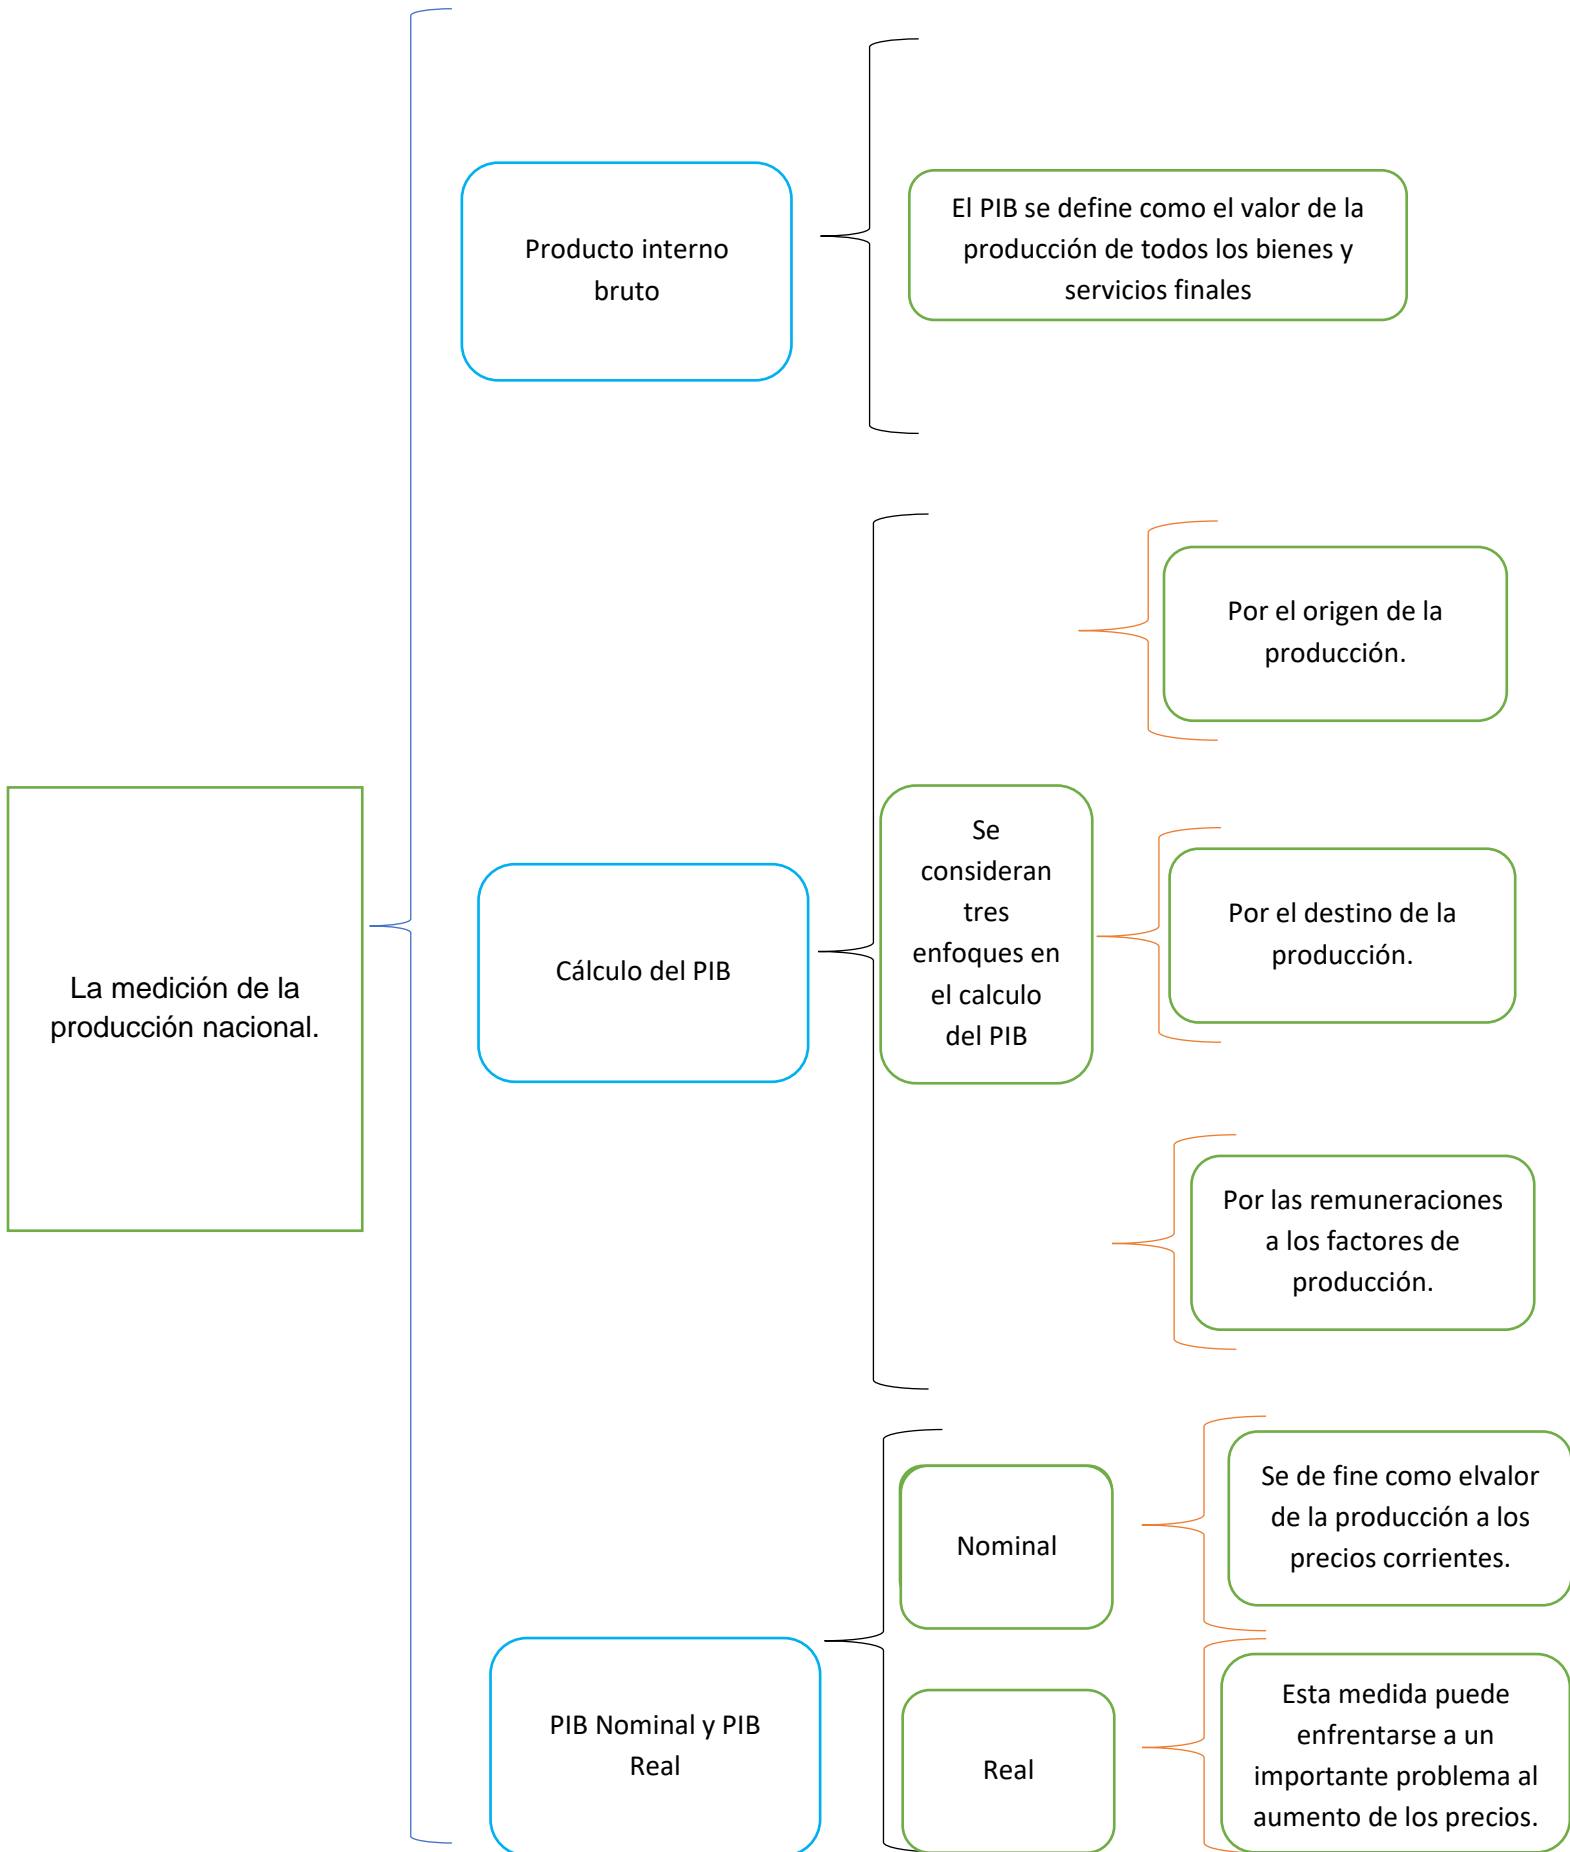 La medición de la
producción nacional.
Producto interno
bruto
El PIB se define como el valor de la
producción de todos los bienes y
servicios finales
Cálculo del PIB
Se
consideran
tres
enfoques en
el calculo
del PIB
Por el origen de la
producción.
Por el destino de la
producción.
Por las remuneraciones
a los factores de
producción.
PIB Nominal y PIB
Real
Nominal
Se de fine como elvalor
de la producción a los
precios corrientes.
Real
Esta medida puede
enfrentarse a un
importante problema al
aumento de los precios.